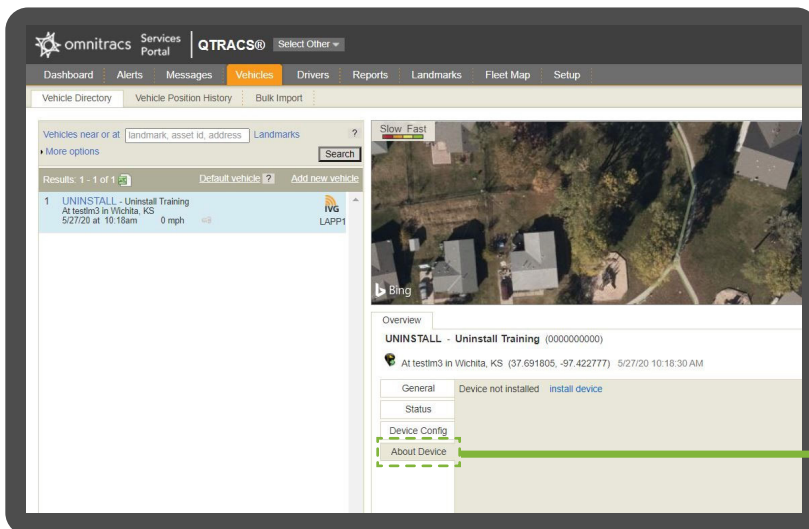 omnitracs Services Portal QTRACS® Select Other
Dashboard Alerts Messages Vehicles Drivers Reports Landmarks Fleet Map Setup
Vehicle Directory Vehicle Position History Bulk Import
Vehicles near or at landmark, asset id, address Landmarks ?
More options Search
Results: 1 - 1 of 1 Default vehicle ? Add new vehicle
1 UNINSTALL - Uninstall Training
At testlm3 in Wichita, KS IVG
5/27/20 at 10:18am 0 mph LAPP1
Slow Fast
Bing
Overview
UNINSTALL - Uninstall Training (0000000000)
At testlm3 in Wichita, KS (37.691805, -97.422777) 5/27/20 10:18:30 AM
General Device not installed install device
Status
Device Config
About Device